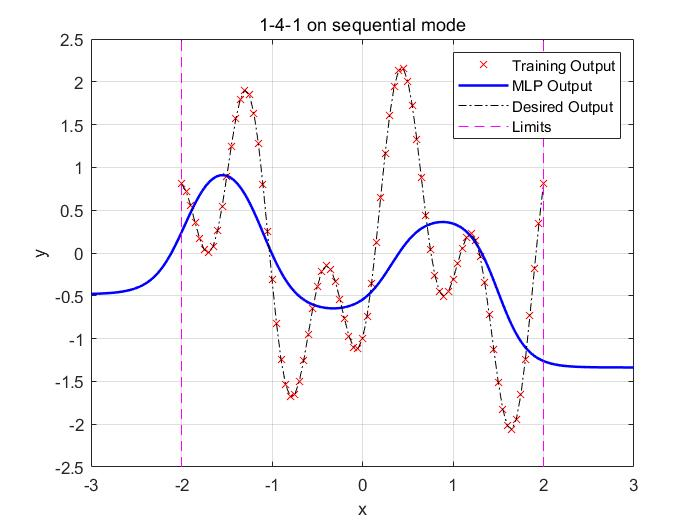 1-4-1 on sequential mode
2.5
2
1.5
1
0.5
0
-0.5
-1
-1.5
-2
-2.5
y
Training Output
MLP Output
Desired Output
Limits
-3 -2 -1 0 1 2 3
x